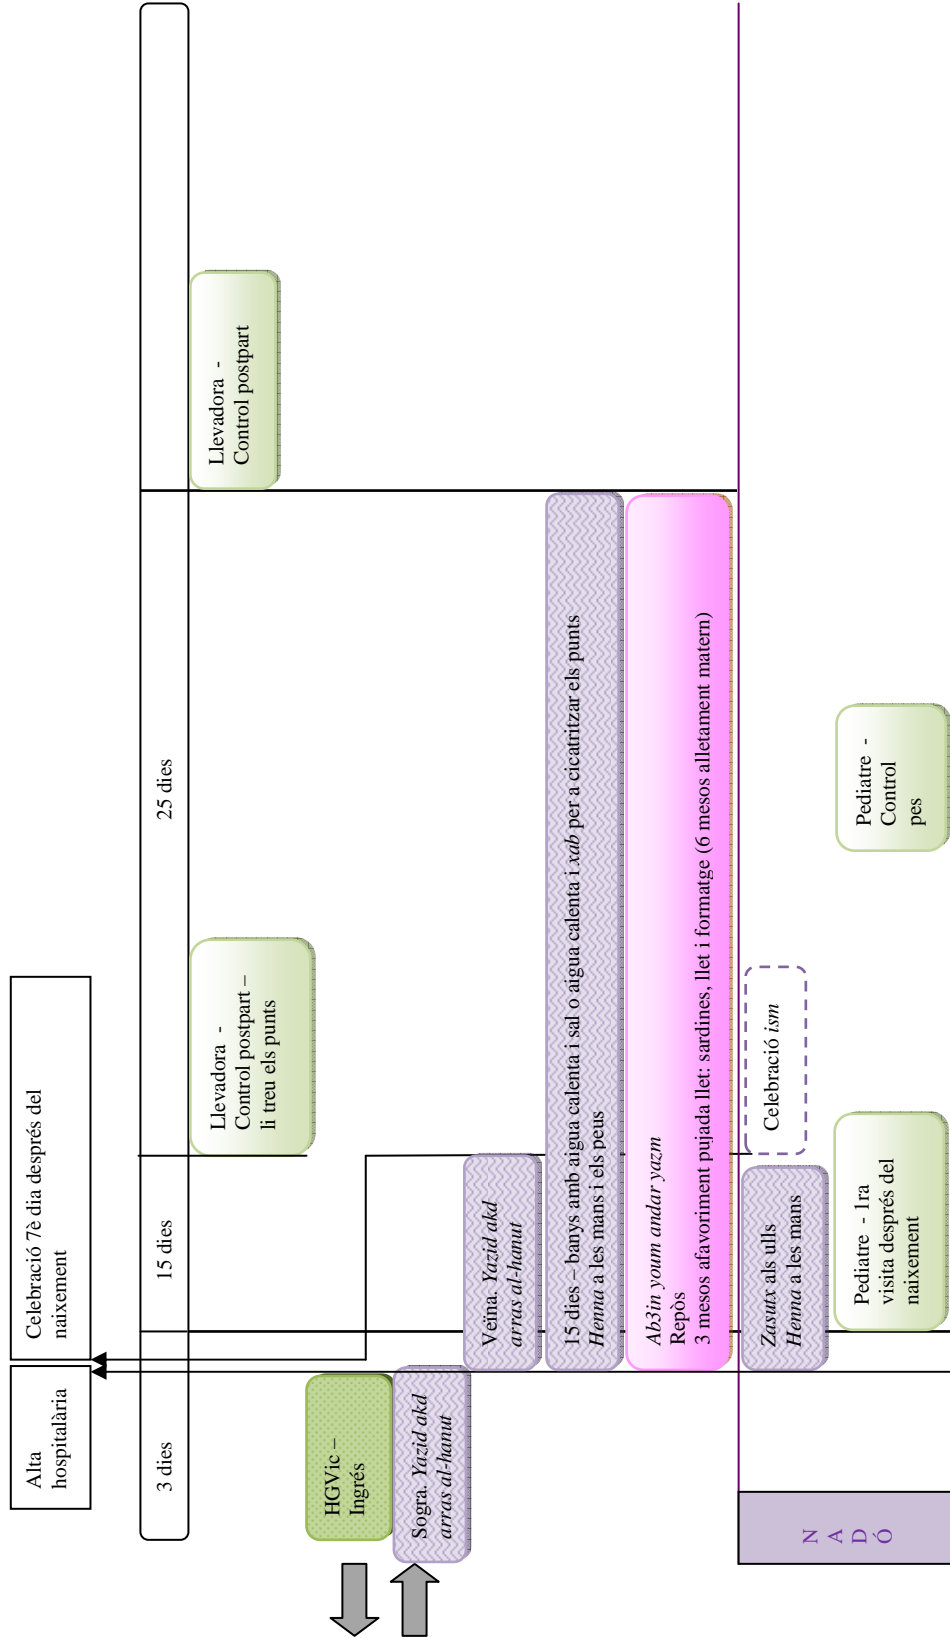 Alta
hospitalària
Celebració 7è dia després del
naixement
3 dies
15 dies
25 dies
Llevadora -
Control postpart –
li treu els punts
Llevadora -
Control postpart
HGVic –
Ingrés
Sogra. Yazid akd
arras al-hanut
Veïna. Yazid akd
arras al-hanut
15 dies – banys amb aigua calenta i sal o aigua calenta i xab per a cicatritzar els punts
Henna a les mans i els peus
Ab3in youm andar yazm
Repòs
3 mesos afavoriment pujada llet: sardines, llet i formatge (6 mesos alletament matern)
N
A
D
Ó
Zasutx als ulls
Henna a les mans
Celebració ism
Pediatre - 1ra
visita després del
naixement
Pediatre -
Control
pes